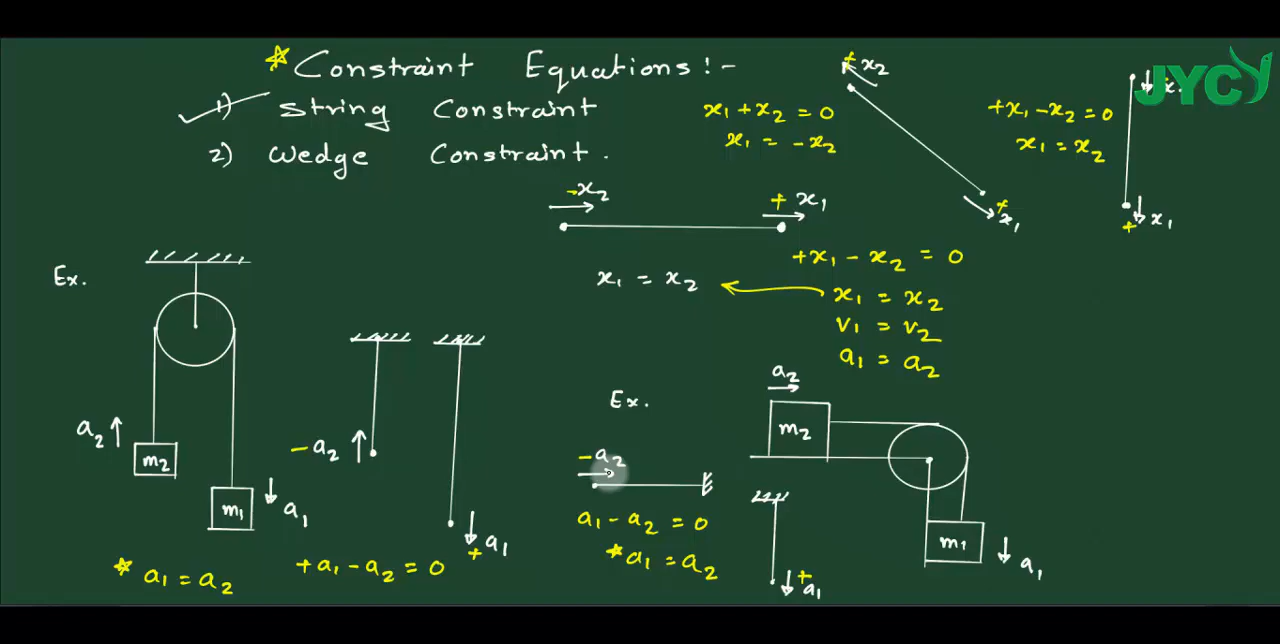 * Constraint Equations :-
1) String Constraint
2) Wedge Constraint.
x₂ +
x₁ + x₂ = 0
x₁ = - x₂
+ x₁
+x₁ - x₂ = 0
x₁ = x₂
+ x₁
JYC
-x₂
+ x₁
x₁ = x₂
+x₁ - x₂ = 0
x₁ = x₂
v₁ = v₂
a₁ = a₂
Ex.
a₂
m₂
m₁
a₁
* a₁ = a₂
- a₂
a₁ +
+a₁ - a₂ = 0
Ex.
- a₂
a₁ - a₂ = 0
* a₁ = a₂
+ a₁
a₂
m₂
m₁
a₁